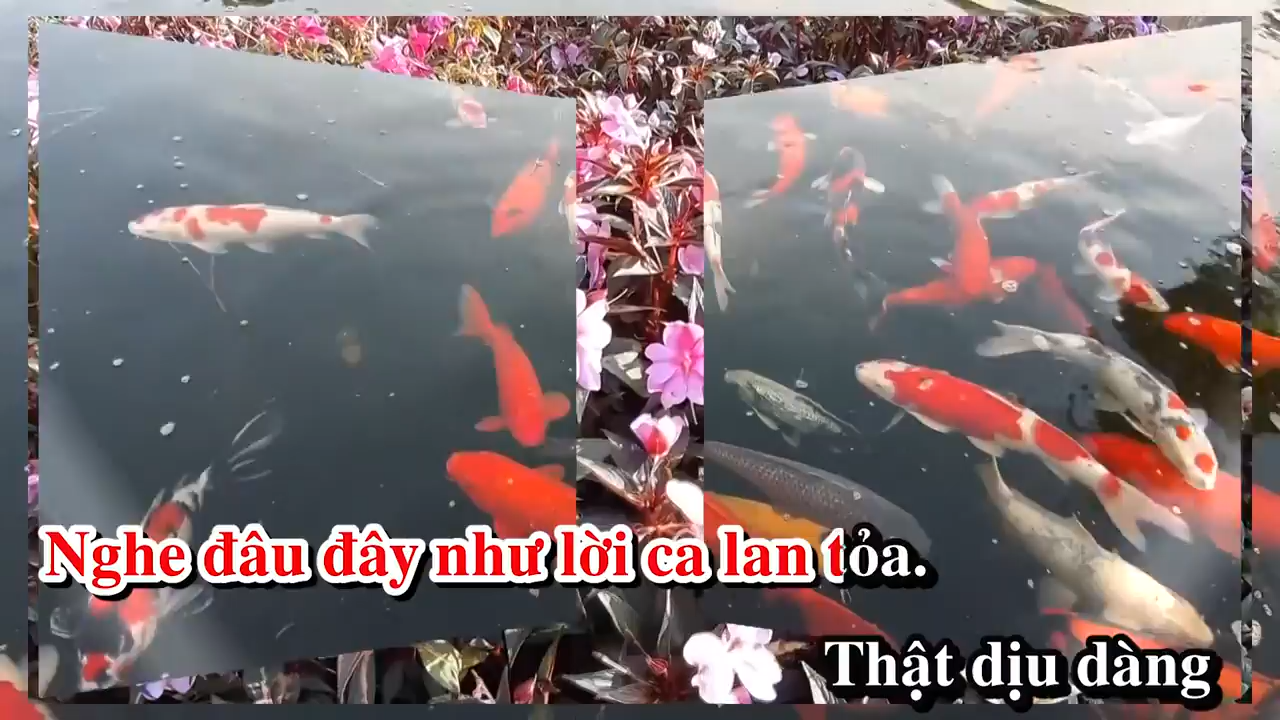 Nghe đâu đây như lời ca lan tỏa.
Thật dịu dàng